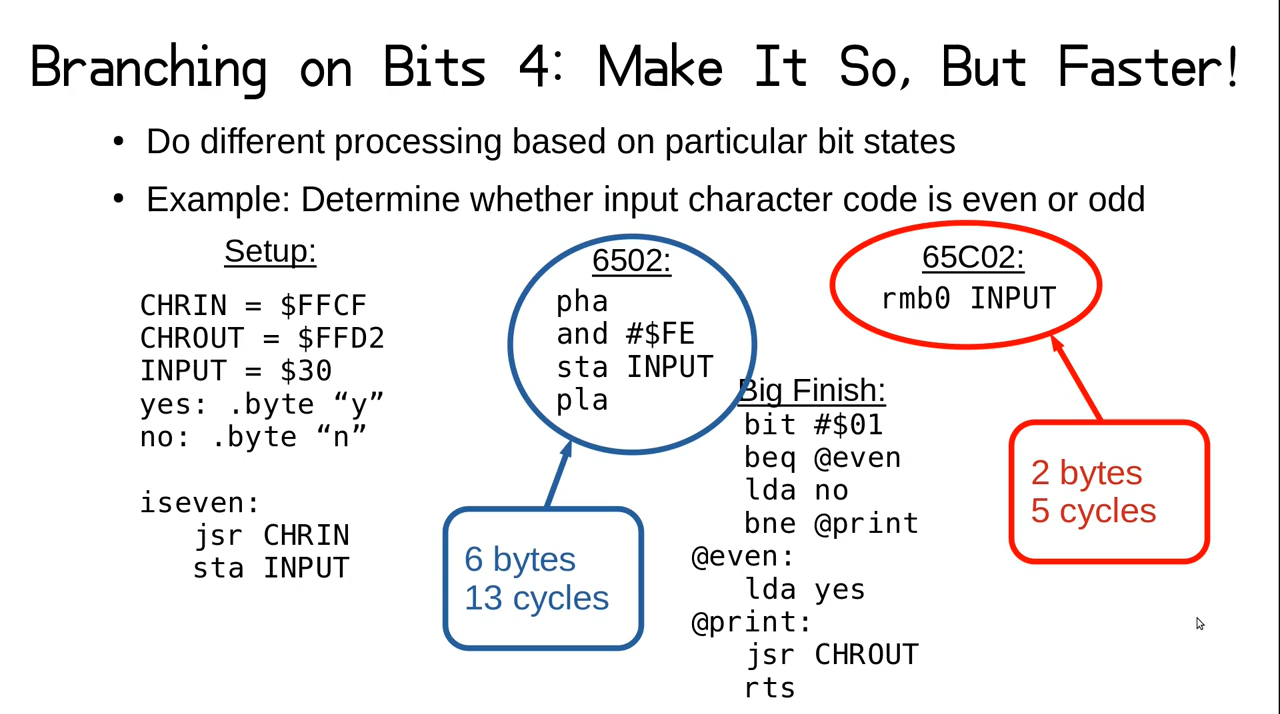 Branching on Bits 4: Make It So, But Faster!
• Do different processing based on particular bit states
• Example: Determine whether input character code is even or odd
Setup:
CHRIN = $FFCF
CHROUT = $FFD2
INPUT = $30
yes: .byte “y”
no: .byte “n”
iseven:
jsr CHRIN
sta INPUT
6502:
pha
and #$FE
sta INPUT
pla
6 bytes
13 cycles
65C02:
rmb0 INPUT
2 bytes
5 cycles
Big Finish:
bit #$01
beq @even
lda no
bne @print
@even:
lda yes
@print:
jsr CHROUT
rts